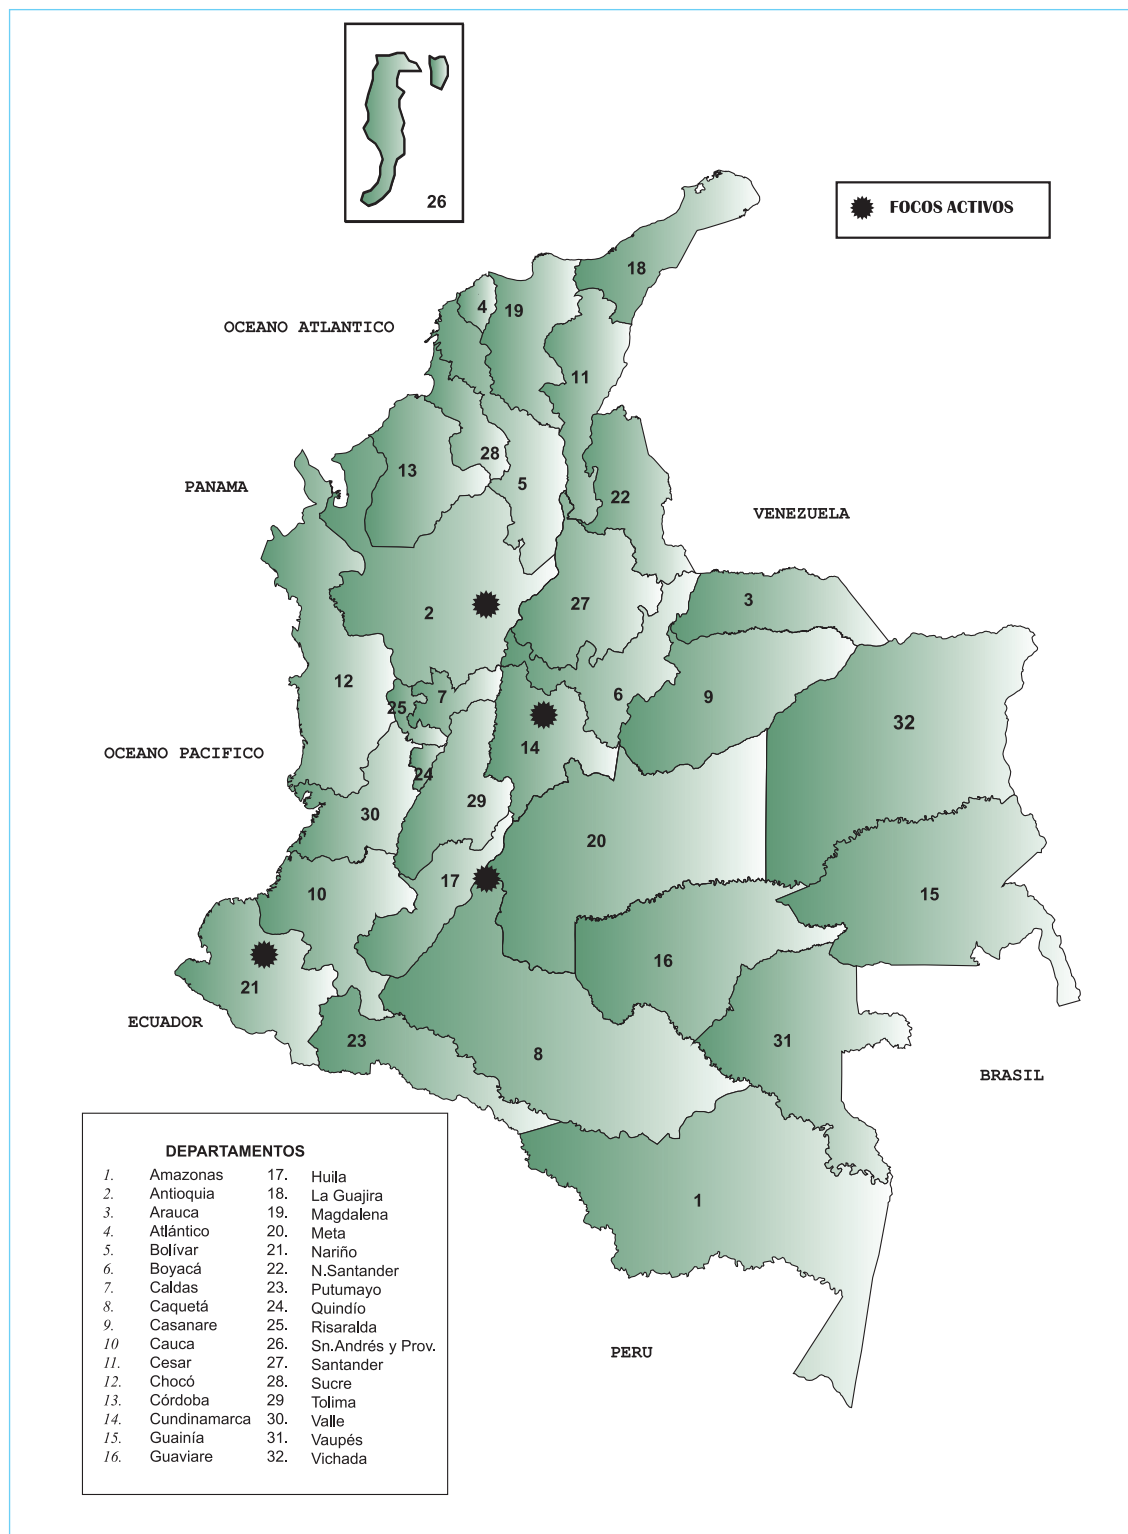 26
FOCOS ACTIVOS
18
4
19
OCEANO ATLANTICO
11
28
13
5
PANAMA
22
VENEZUELA
27
3
2
12
6
7
9
25
32
14
OCEANO PACIFICO
24
29
30
20
17
10
15
16
21
ECUADOR
23
31
8
BRASIL
DEPARTAMENTOS
1. Amazonas 17. Huila
2. Antioquia 18. La Guajira
3. Arauca 19. Magdalena
4. Atlántico 20. Meta
5. Bolívar 21. Nariño
6. Boyacá 22. N.Santander
7. Caldas 23. Putumayo
8. Caquetá 24. Quindío
9. Casanare 25. Risaralda
10 Cauca 26. Sn.Andrés y Prov.
11. Cesar 27. Santander
12. Chocó 28. Sucre
13. Córdoba 29 Tolima
14. Cundinamarca 30. Valle
15. Guainía 31. Vaupés
16. Guaviare 32. Vichada
1
PERU